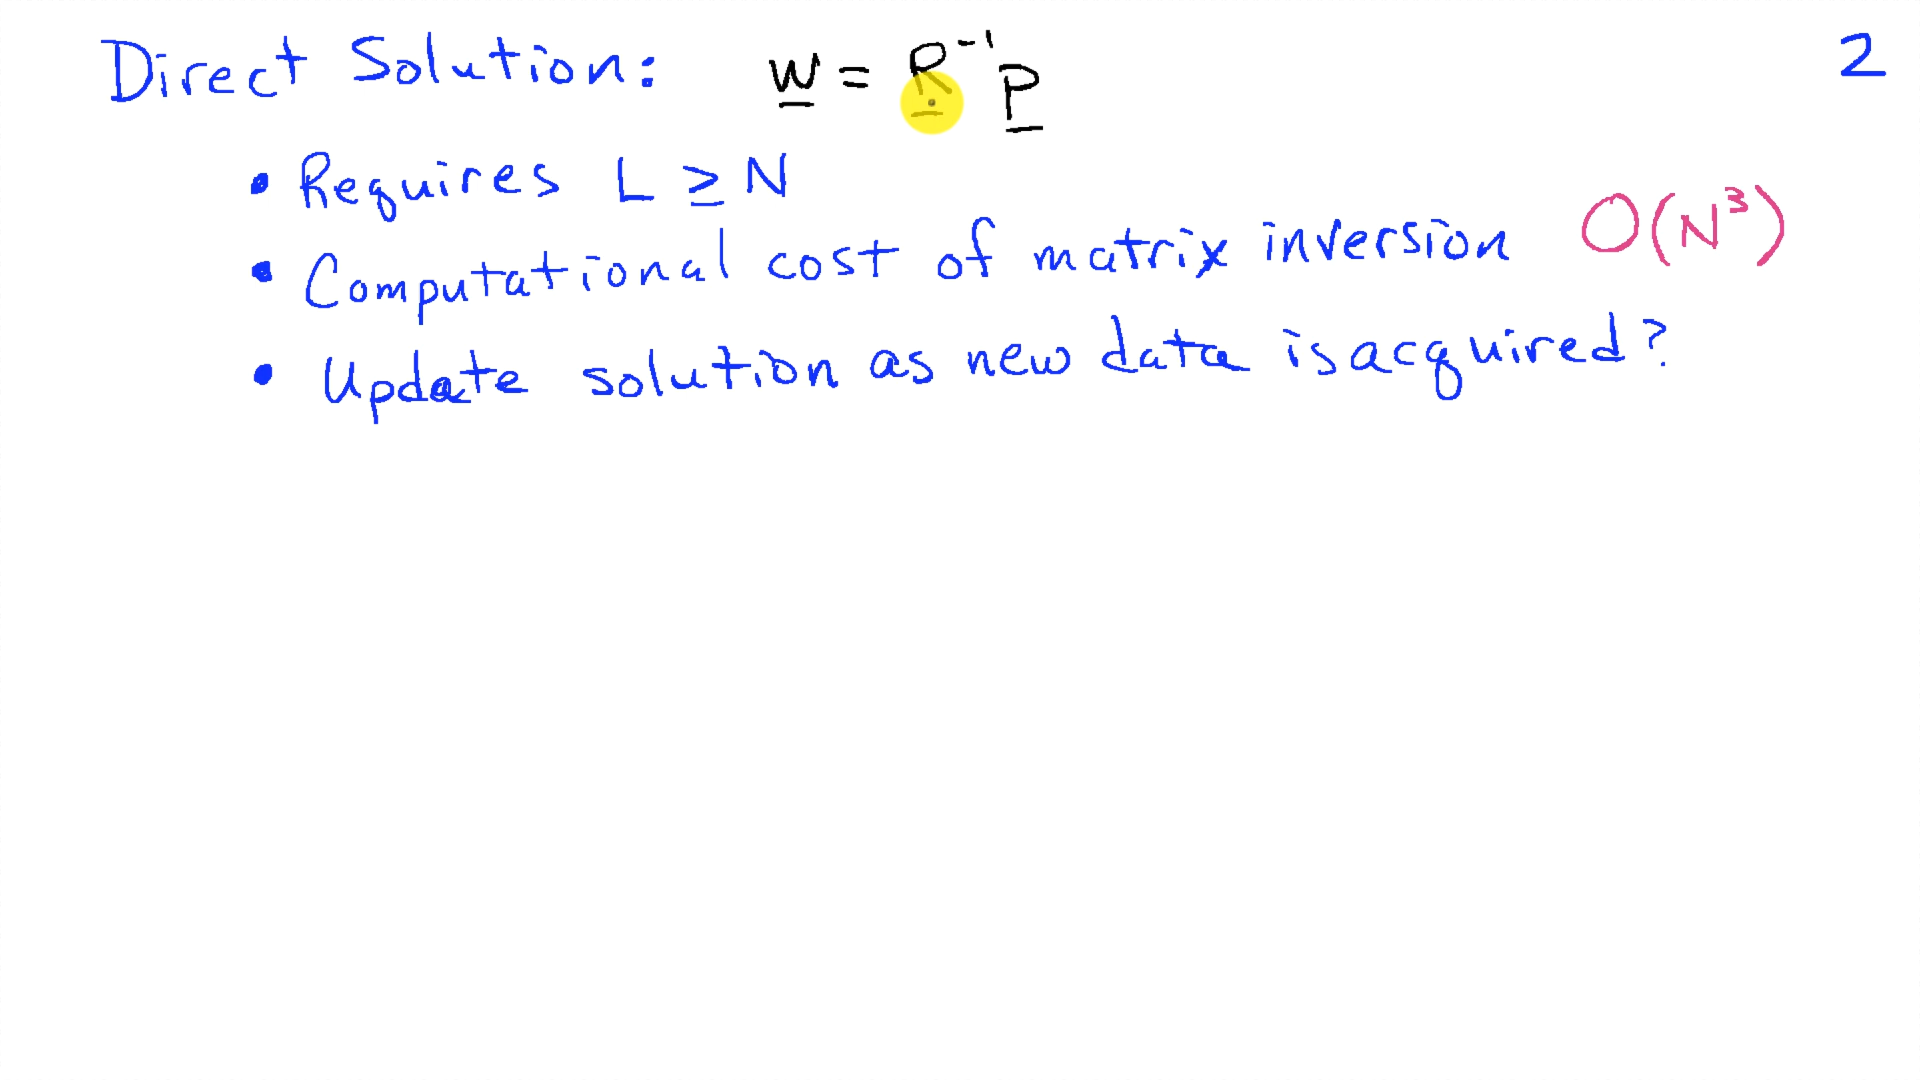 Direct Solution: w = R⁻¹ P 2
• Requires L ≥ N
• Computational cost of matrix inversion O(N³)
• Update solution as new data is acquired?